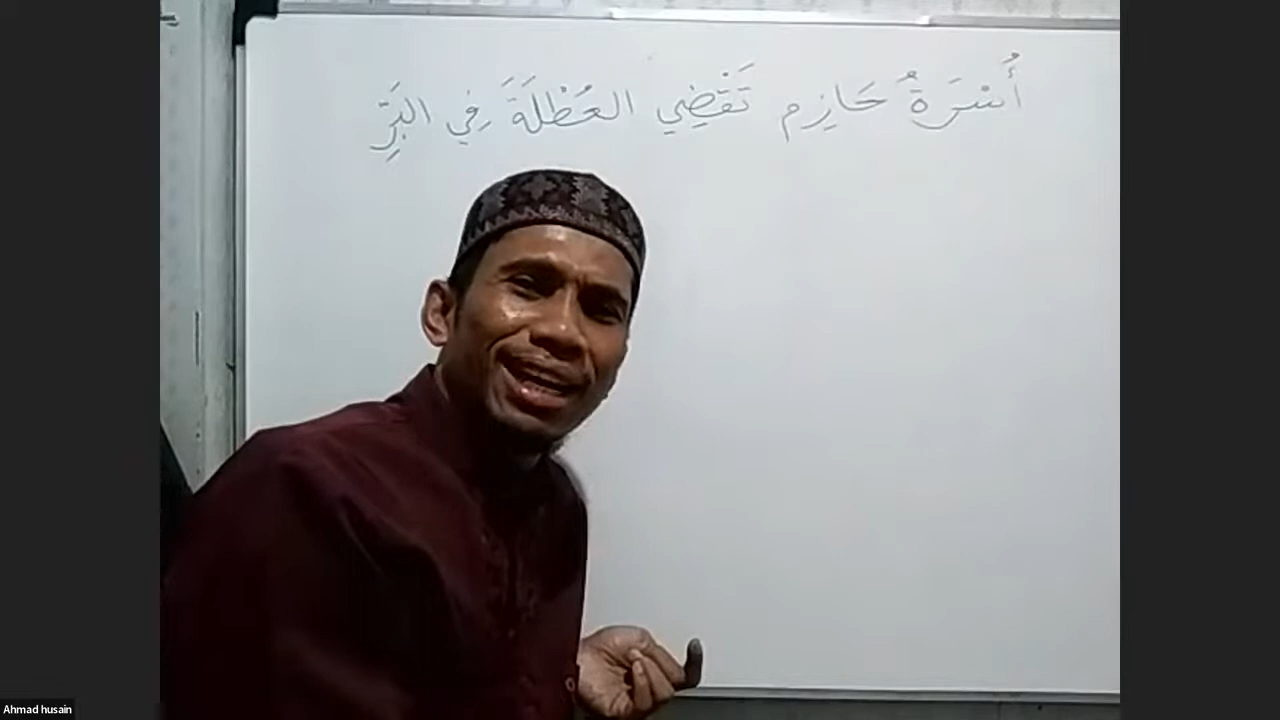 أُسْرَةُ حَازِم تَقْضِي العُطْلَةَ فِي البَرِّ
Ahmad husain